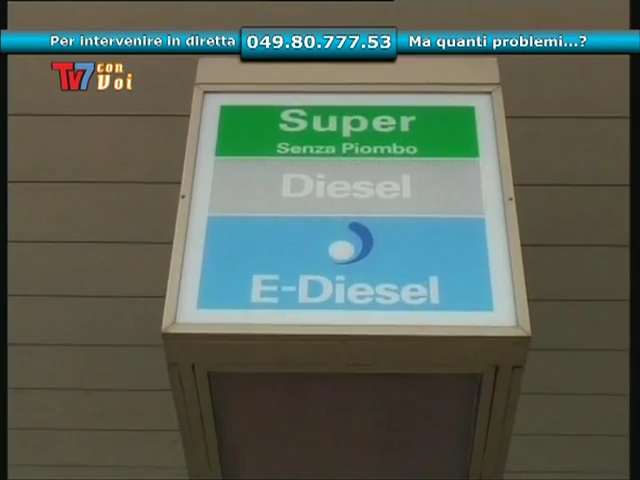 Per intervenire in diretta 049.80.777.53 Ma quanti problemi...?
TV7 con Voi
Super
Senza Piombo
Diesel
E-Diesel